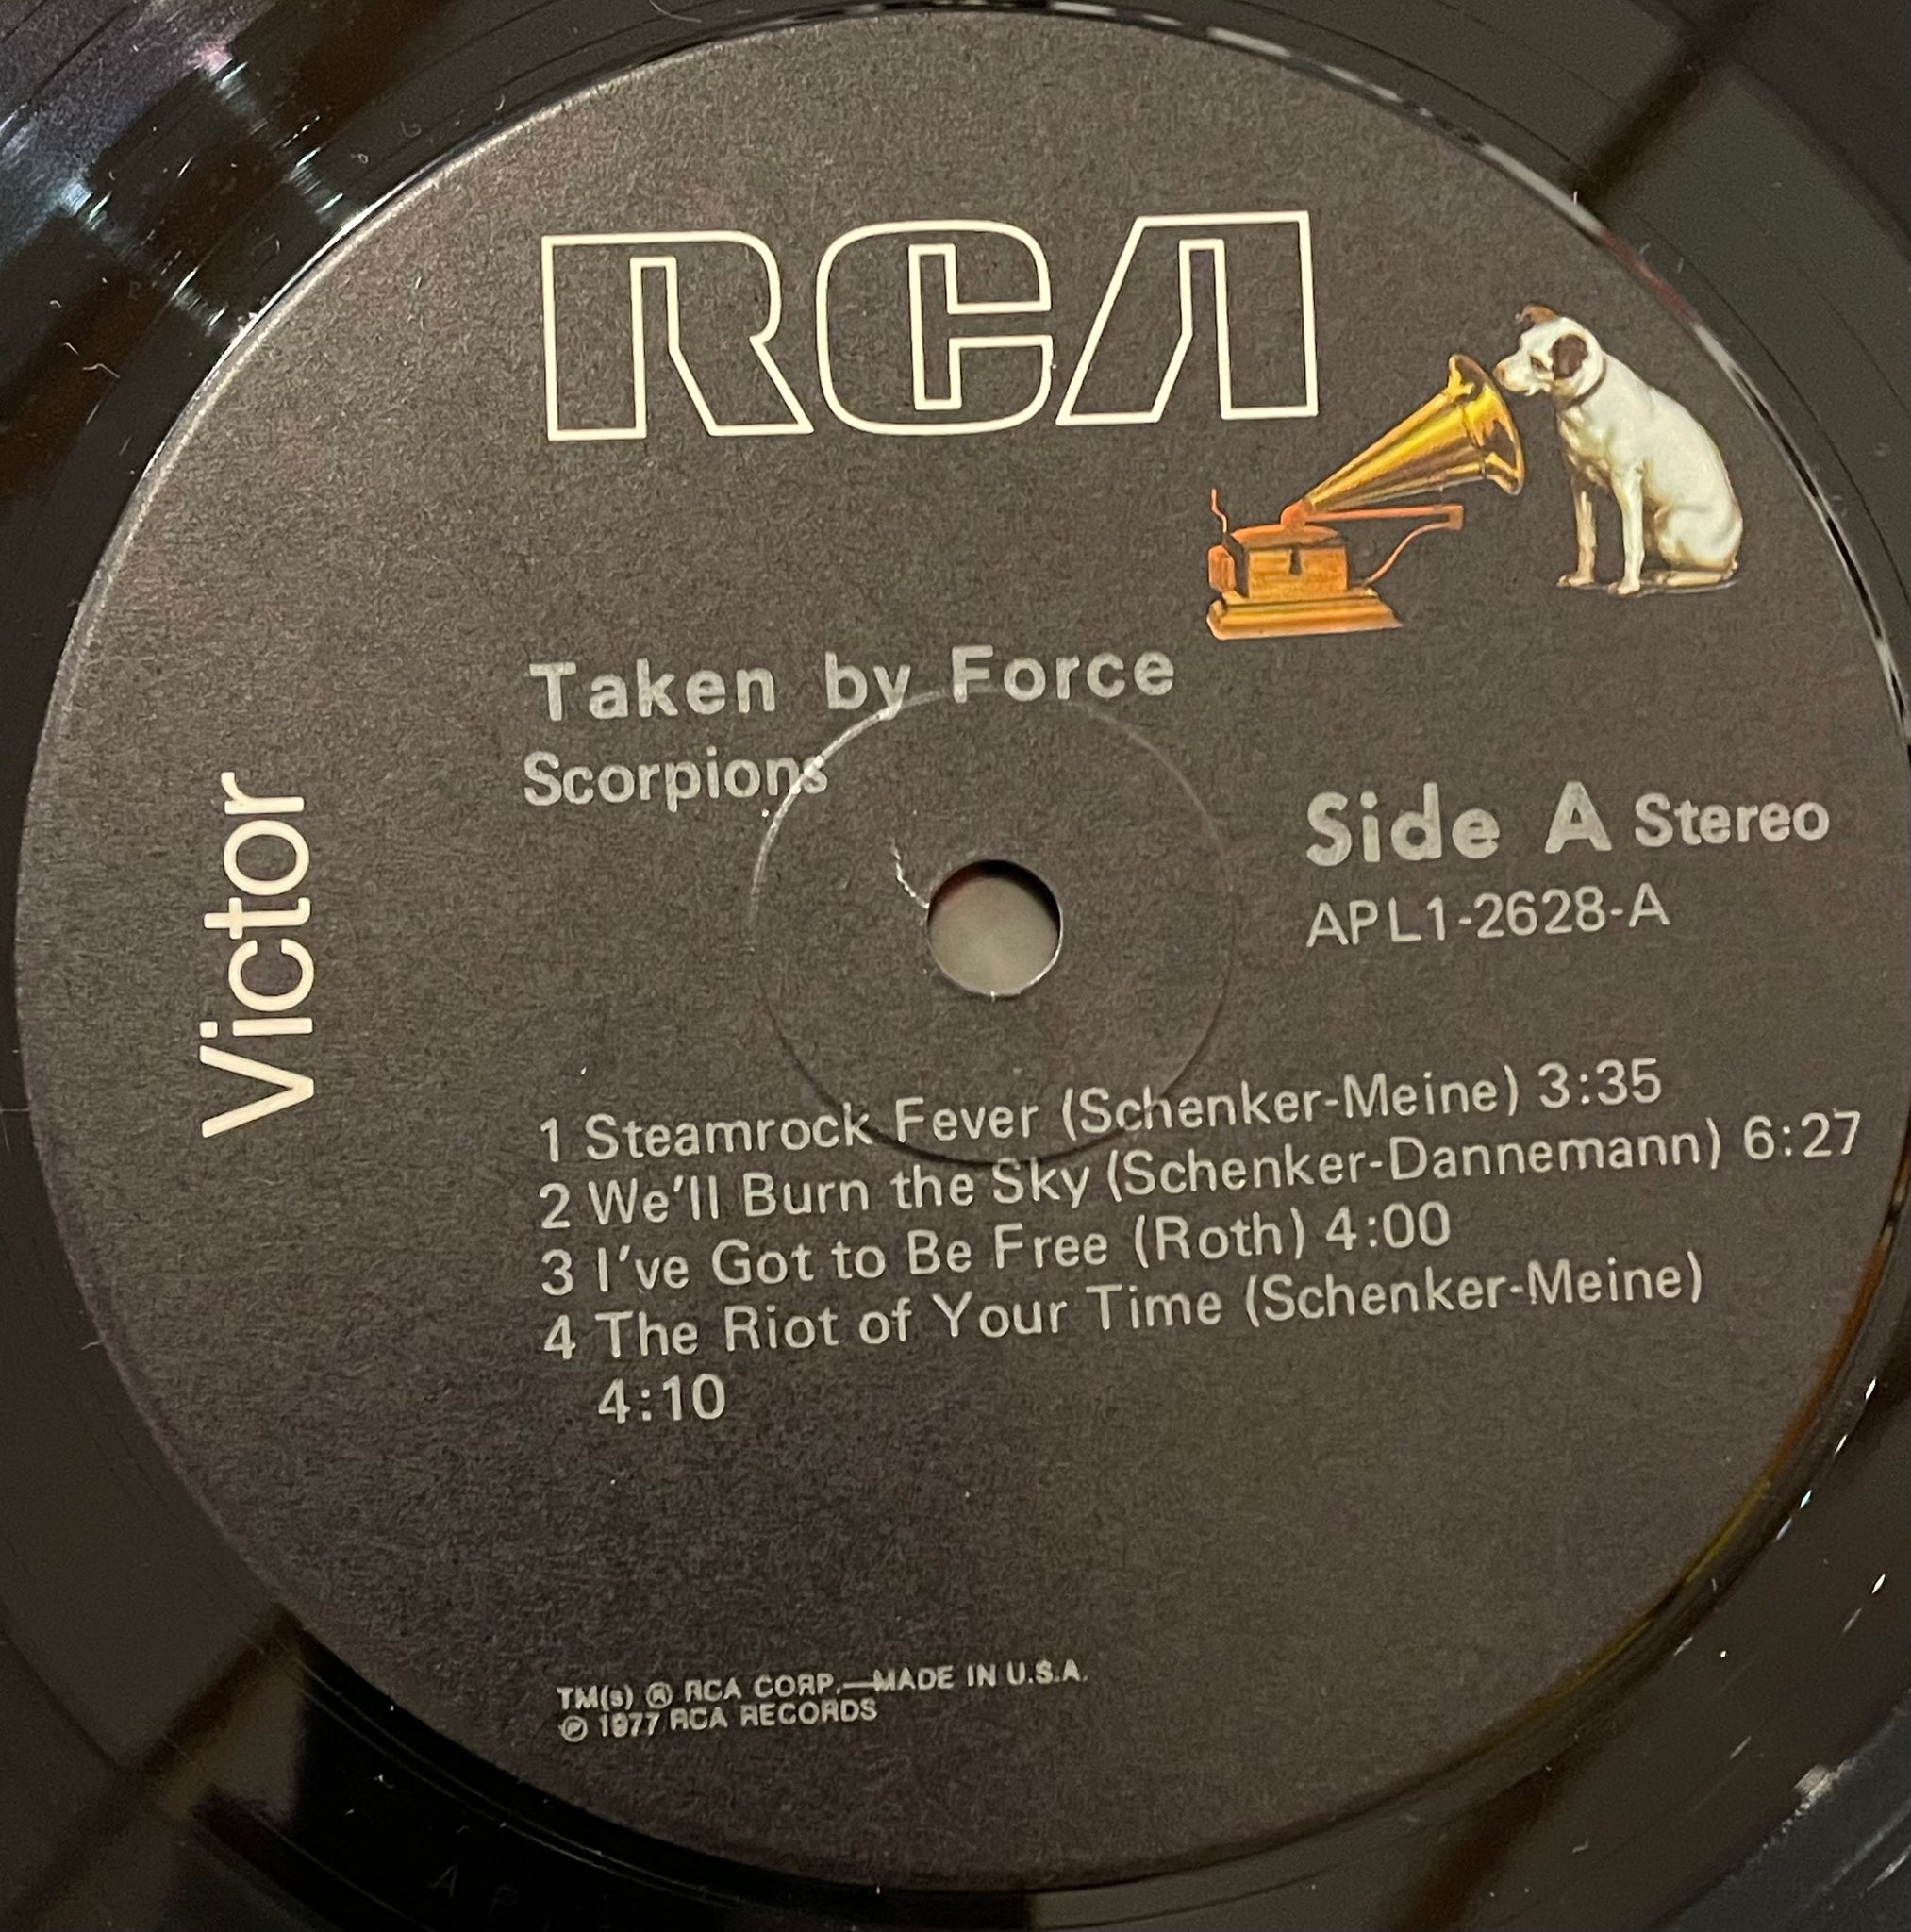 RCA
Victor
Taken by Force
Scorpions
Side A Stereo
APL1-2628-A
1 Steamrock Fever (Schenker-Meine) 3:35
2 We'll Burn the Sky (Schenker-Dannemann) 6:27
3 I've Got to Be Free (Roth) 4:00
4 The Riot of Your Time (Schenker-Meine)
4:10
TM(s) ® RCA CORP.—MADE IN U.S.A.
℗ 1977 RCA RECORDS